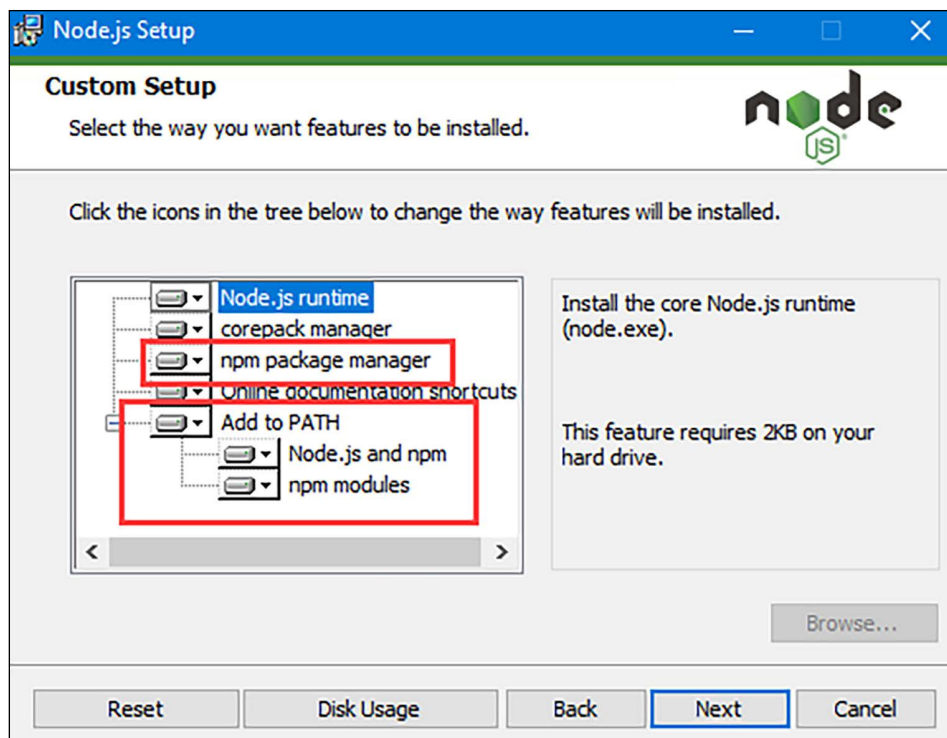 Node.js Setup
Custom Setup
Select the way you want features to be installed.
node
JS
Click the icons in the tree below to change the way features will be installed.
Node.js runtime
corepack manager
npm package manager
Online documentation shortcuts
Add to PATH
Node.js and npm
npm modules
Install the core Node.js runtime
(node.exe).
This feature requires 2KB on your
hard drive.
Browse...
Reset
Disk Usage
Back
Next
Cancel